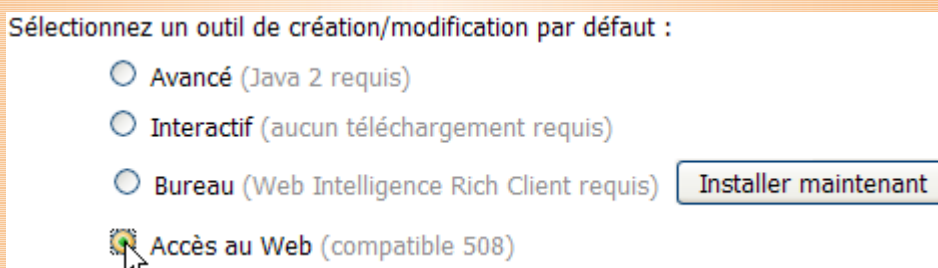 Sélectionnez un outil de création/modification par défaut :
Avancé (Java 2 requis)
Interactif (aucun téléchargement requis)
Bureau (Web Intelligence Rich Client requis) Installer maintenant
Accès au Web (compatible 508)